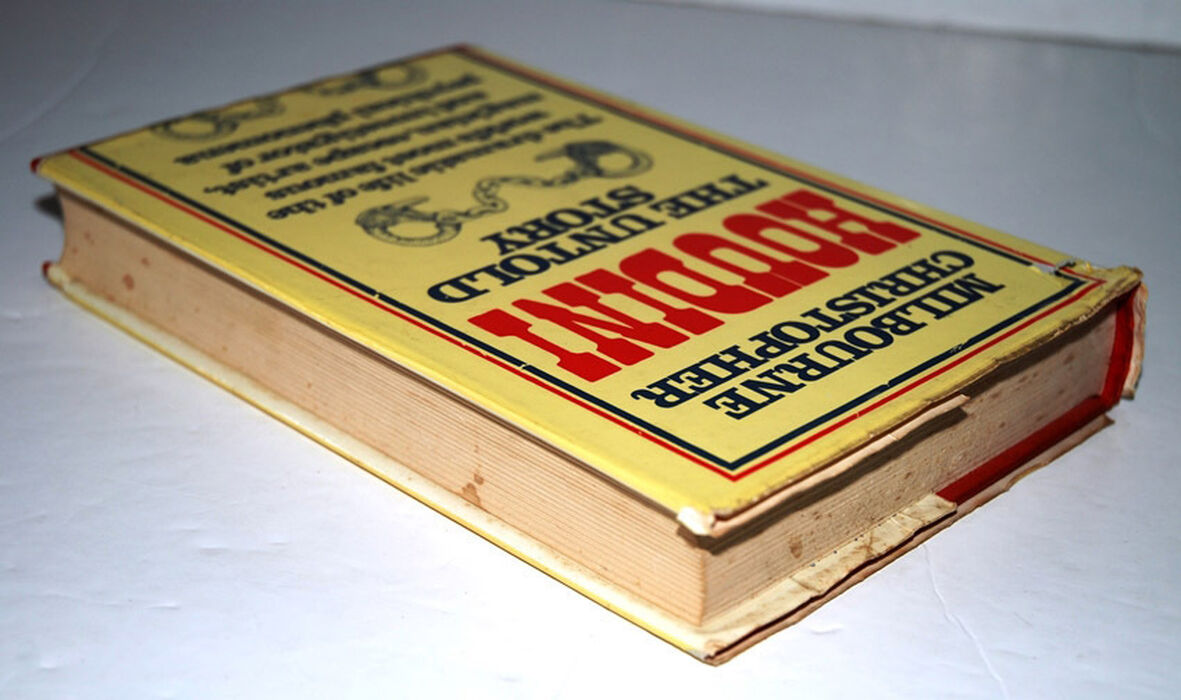 MILBOURNE
CHRISTOPHER
HOUDINI
THE UNTOLD
STORY
The dramatic life of the
world's most famous
magician, escape artist,
and investigator of
psychical phenomena